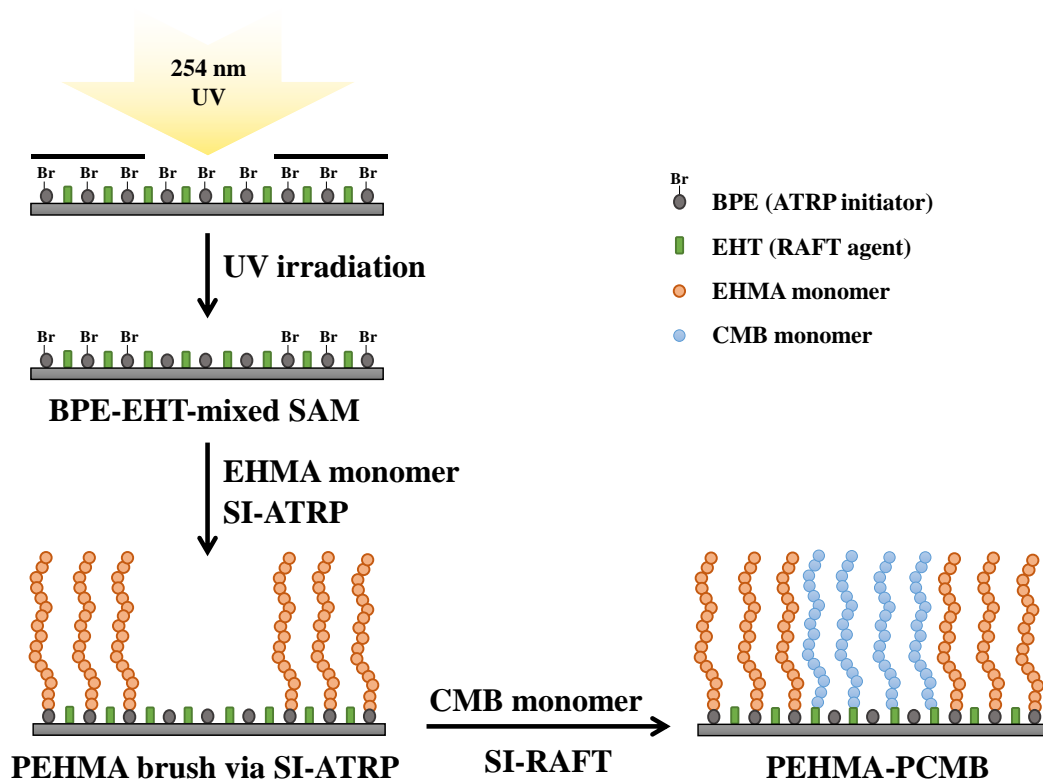 254 nm
UV
Br Br Br Br Br Br Br Br Br
UV irradiation
Br Br Br Br Br Br
BPE-EHT-mixed SAM
EHMA monomer
SI-ATRP
PEHMA brush via SI-ATRP
CMB monomer
SI-RAFT
PEHMA-PCMB
Br
BPE (ATRP initiator)
EHT (RAFT agent)
EHMA monomer
CMB monomer